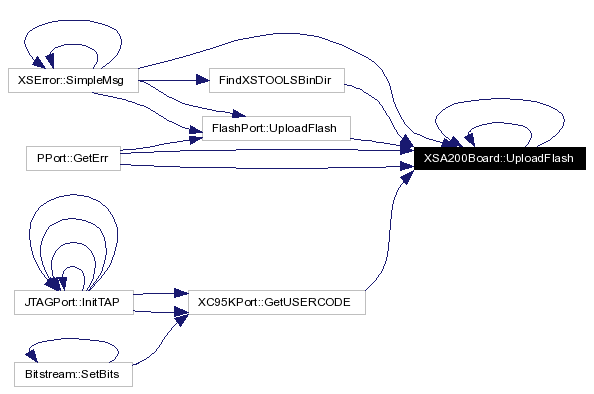 XSError::SimpleMsg
FindXSTOOLSBinDir
FlashPort::UploadFlash
PPort::GetErr
XSA200Board::UploadFlash
JTAGPort::InitTAP
XC95KPort::GetUSERCODE
Bitstream::SetBits